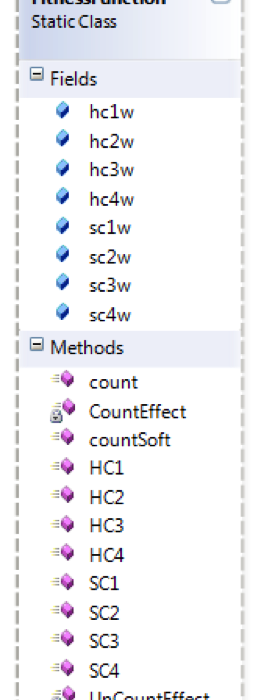 FitnessFunction
Static Class
Fields
hc1w
hc2w
hc3w
hc4w
sc1w
sc2w
sc3w
sc4w
Methods
count
CountEffect
countSoft
HC1
HC2
HC3
HC4
SC1
SC2
SC3
SC4
UnCountEffect